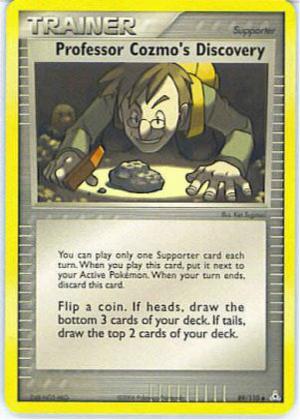 TRAINER
Supporter
Professor Cozmo's Discovery
You can play only one Supporter card each
turn. When you play this card, put it next to
your Active Pokémon. When your turn ends,
discard this card.
Flip a coin. If heads, draw the
bottom 3 cards of your deck. If tails,
draw the top 2 cards of your deck.
89/110